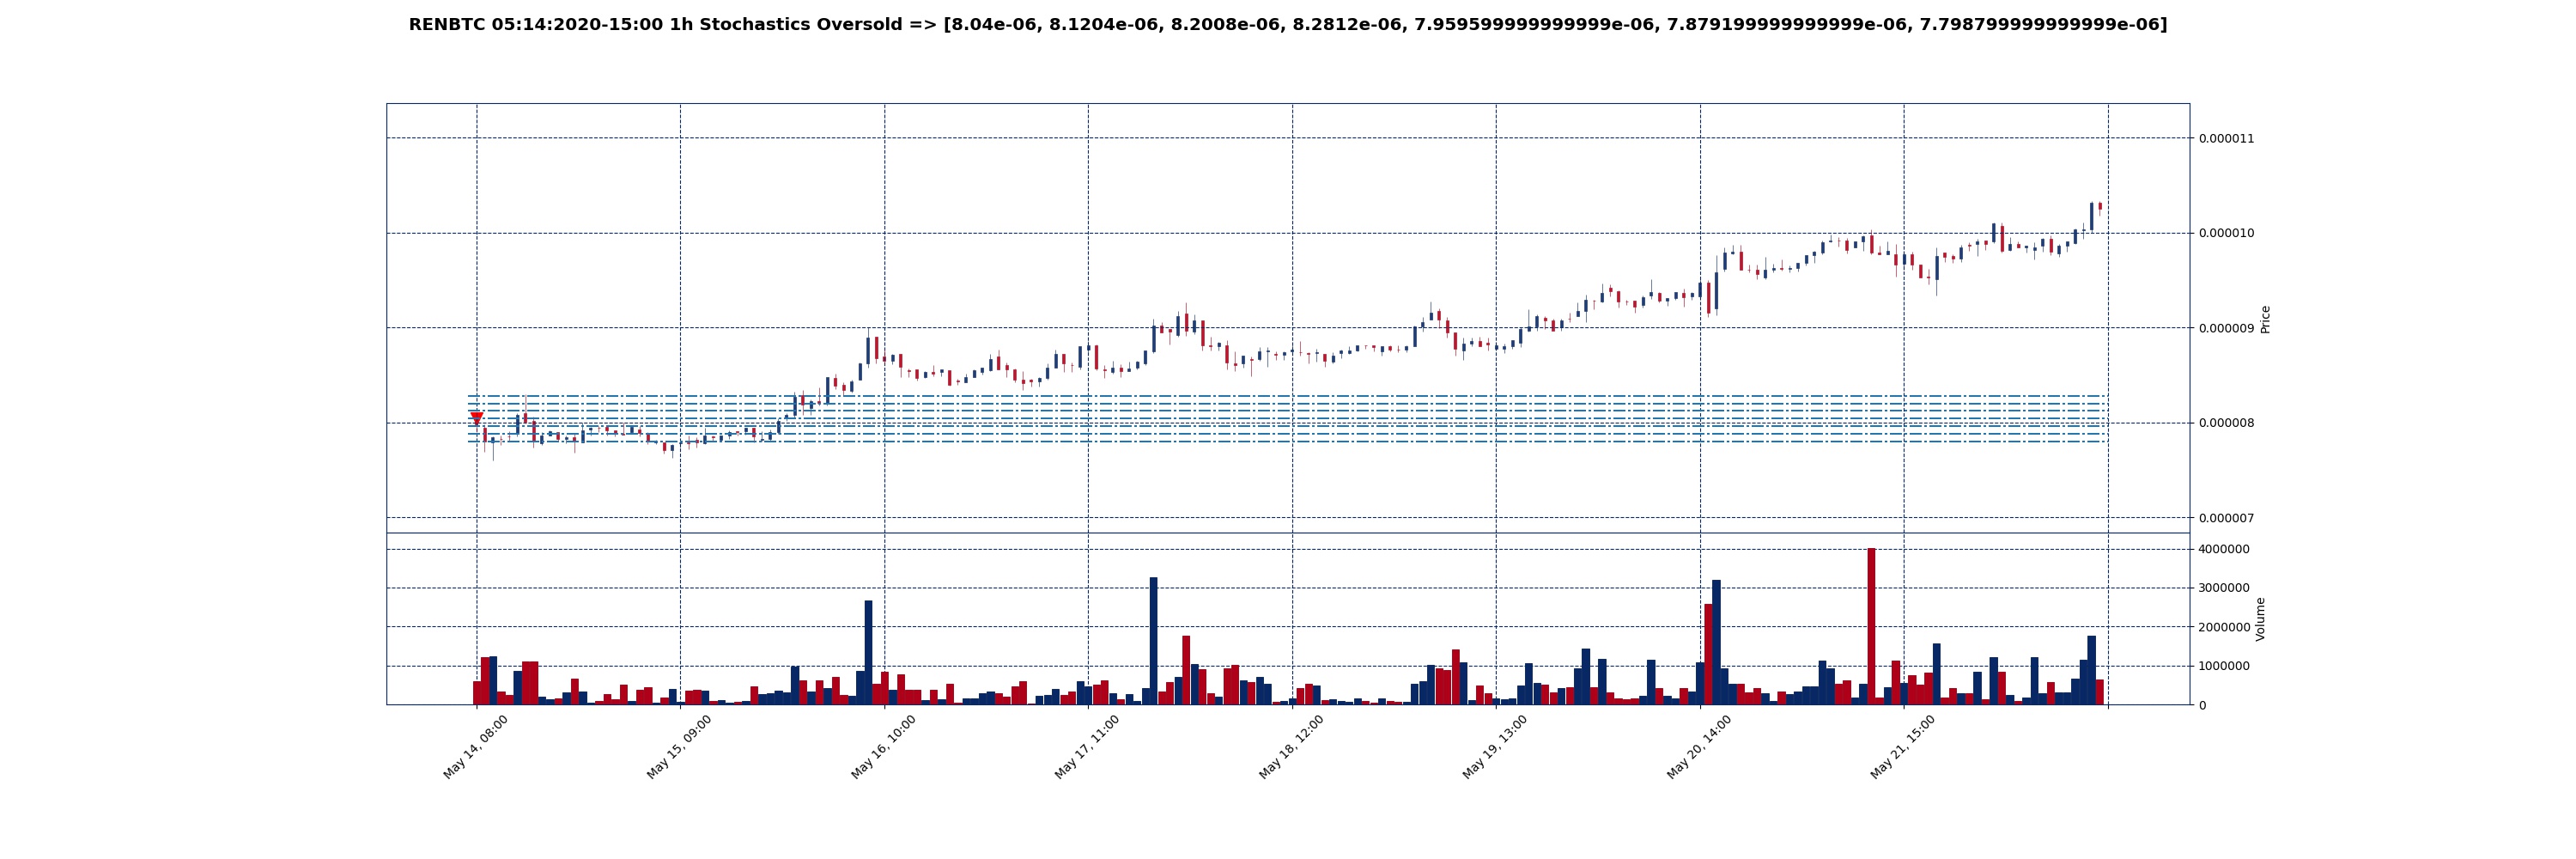 RENBTC 05:14:2020-15:00 1h Stochastics Oversold => [8.04e-06, 8.1204e-06, 8.2008e-06, 8.2812e-06, 7.959599999999999e-06, 7.879199999999999e-06, 7.798799999999999e-06]
0.000011
0.000010
0.000009
0.000008
0.000007
Price
4000000
3000000
2000000
1000000
0
Volume
May 14, 08:00
May 15, 09:00
May 16, 10:00
May 17, 11:00
May 18, 12:00
May 19, 13:00
May 20, 14:00
May 21, 15:00